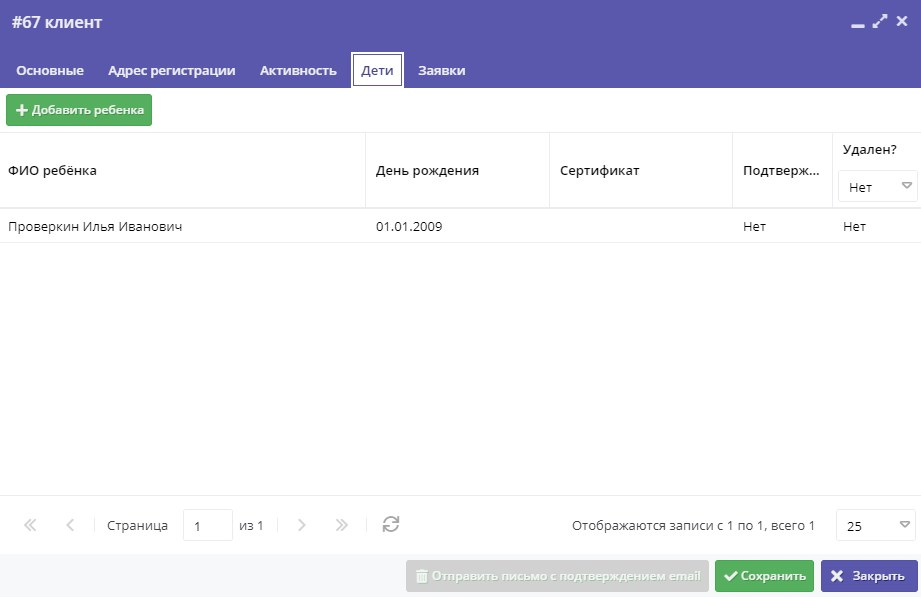 #67 клиент
Основные Адрес регистрации Активность Дети Заявки
Добавить ребенка
ФИО ребёнка День рождения Сертификат Подтверж... Удален?
Нет
Проверкин Илья Иванович 01.01.2009 Нет Нет
Страница 1 из 1 Отображаются записи с 1 по 1, всего 1 25
Отправить письмо с подтверждением email Сохранить Закрыть